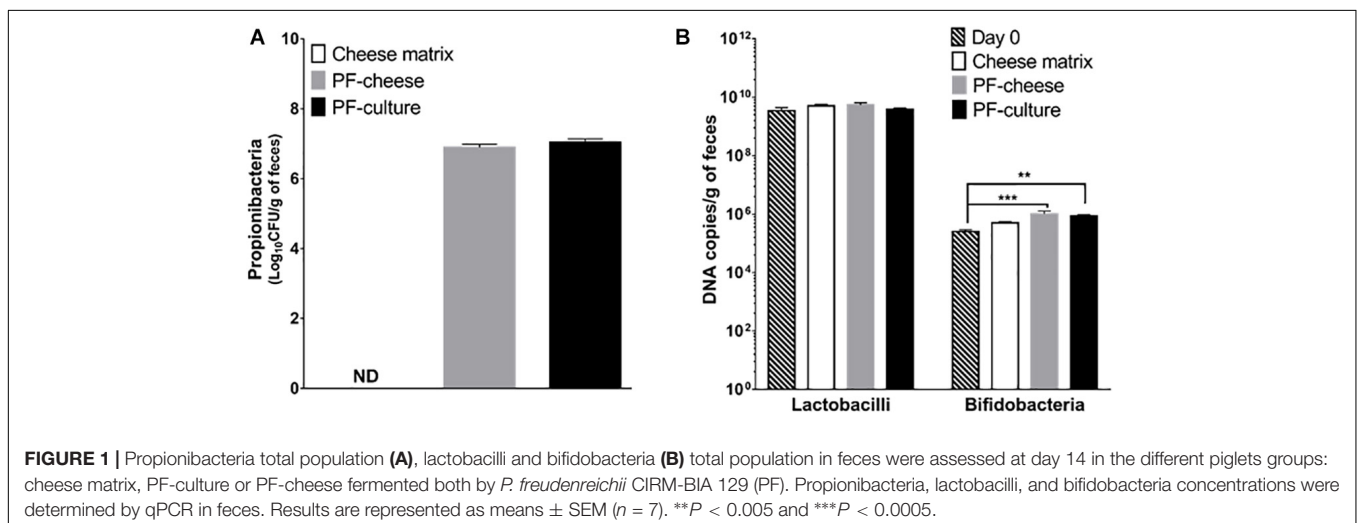 A
Cheese matrix
PF-cheese
PF-culture
Propionibacteria
(Log₁₀CFU/g of feces)
10
8
6
4
2
0
ND
B
Day 0
Cheese matrix
PF-cheese
PF-culture
DNA copies/g of feces
10¹²
10¹⁰
10⁸
10⁶
10⁴
10²
10⁰
**
***
Lactobacilli Bifidobacteria
FIGURE 1 | Propionibacteria total population (A), lactobacilli and bifidobacteria (B) total population in feces were assessed at day 14 in the different piglets groups:
cheese matrix, PF-culture or PF-cheese fermented both by P. freudenreichii CIRM-BIA 129 (PF). Propionibacteria, lactobacilli, and bifidobacteria concentrations were
determined by qPCR in feces. Results are represented as means ± SEM (n = 7). **P < 0.005 and ***P < 0.0005.